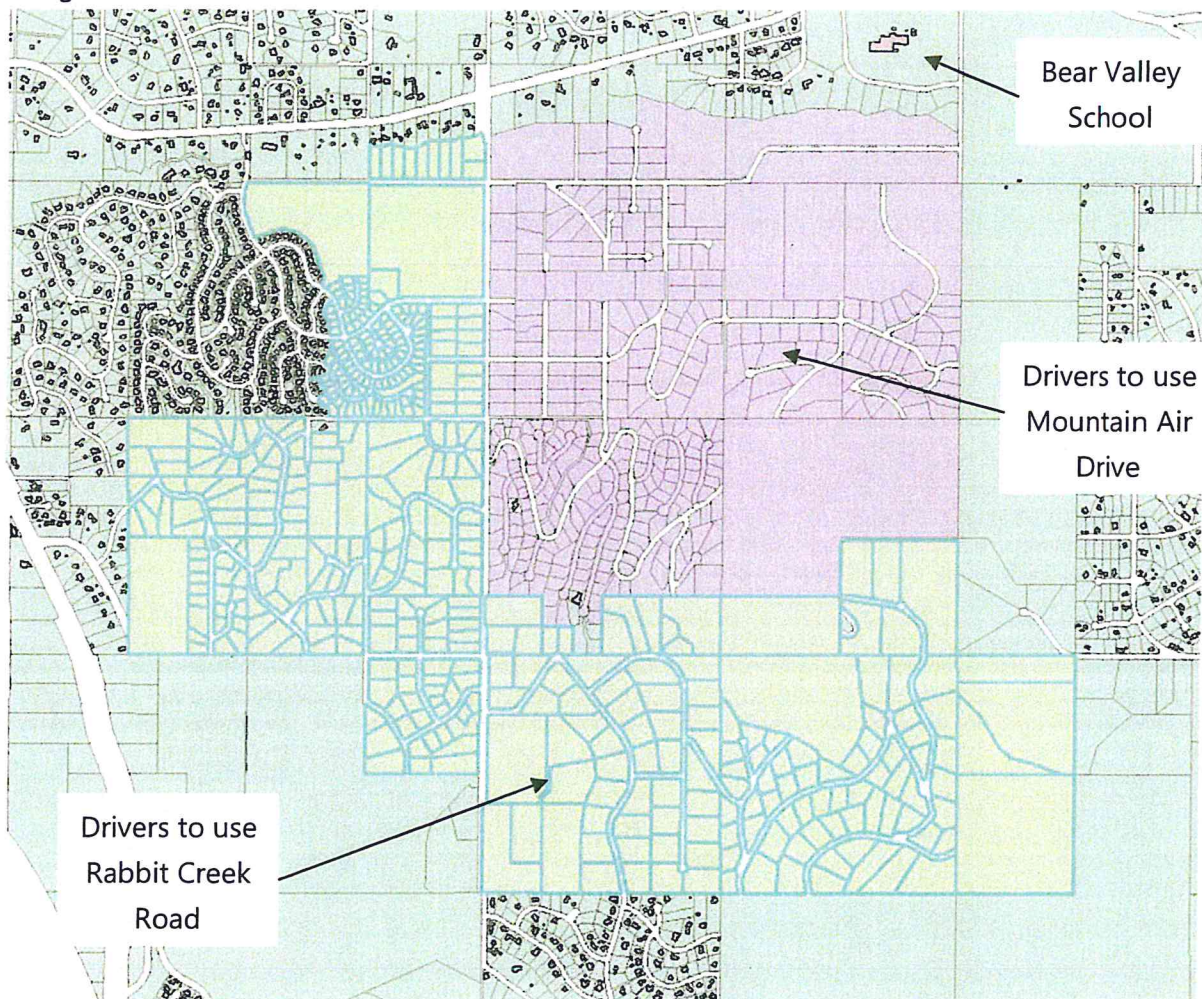 Bear Valley
School
Drivers to use
Mountain Air
Drive
Drivers to use
Rabbit Creek
Road